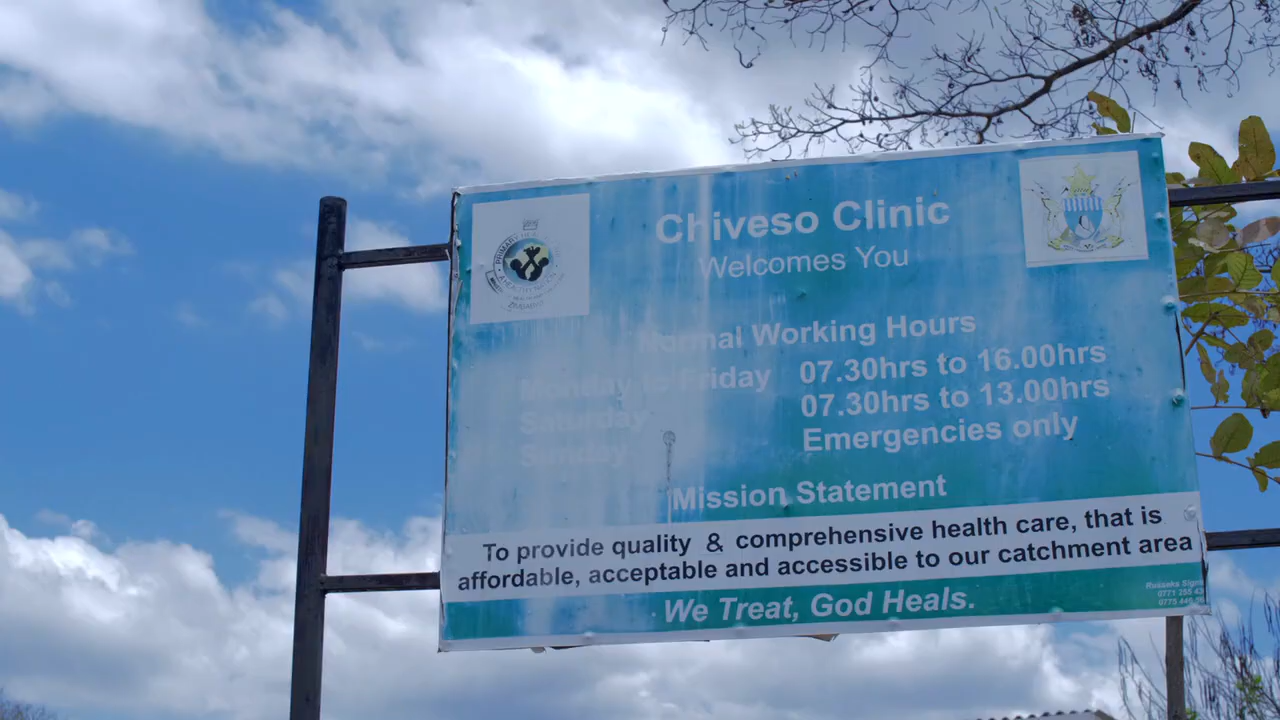 Chiveso Clinic
Welcomes You
Normal Working Hours
Monday to Friday 07.30hrs to 16.00hrs
Saturday 07.30hrs to 13.00hrs
Sunday Emergencies only
Mission Statement
To provide quality & comprehensive health care, that is
affordable, acceptable and accessible to our catchment area
We Treat, God Heals.